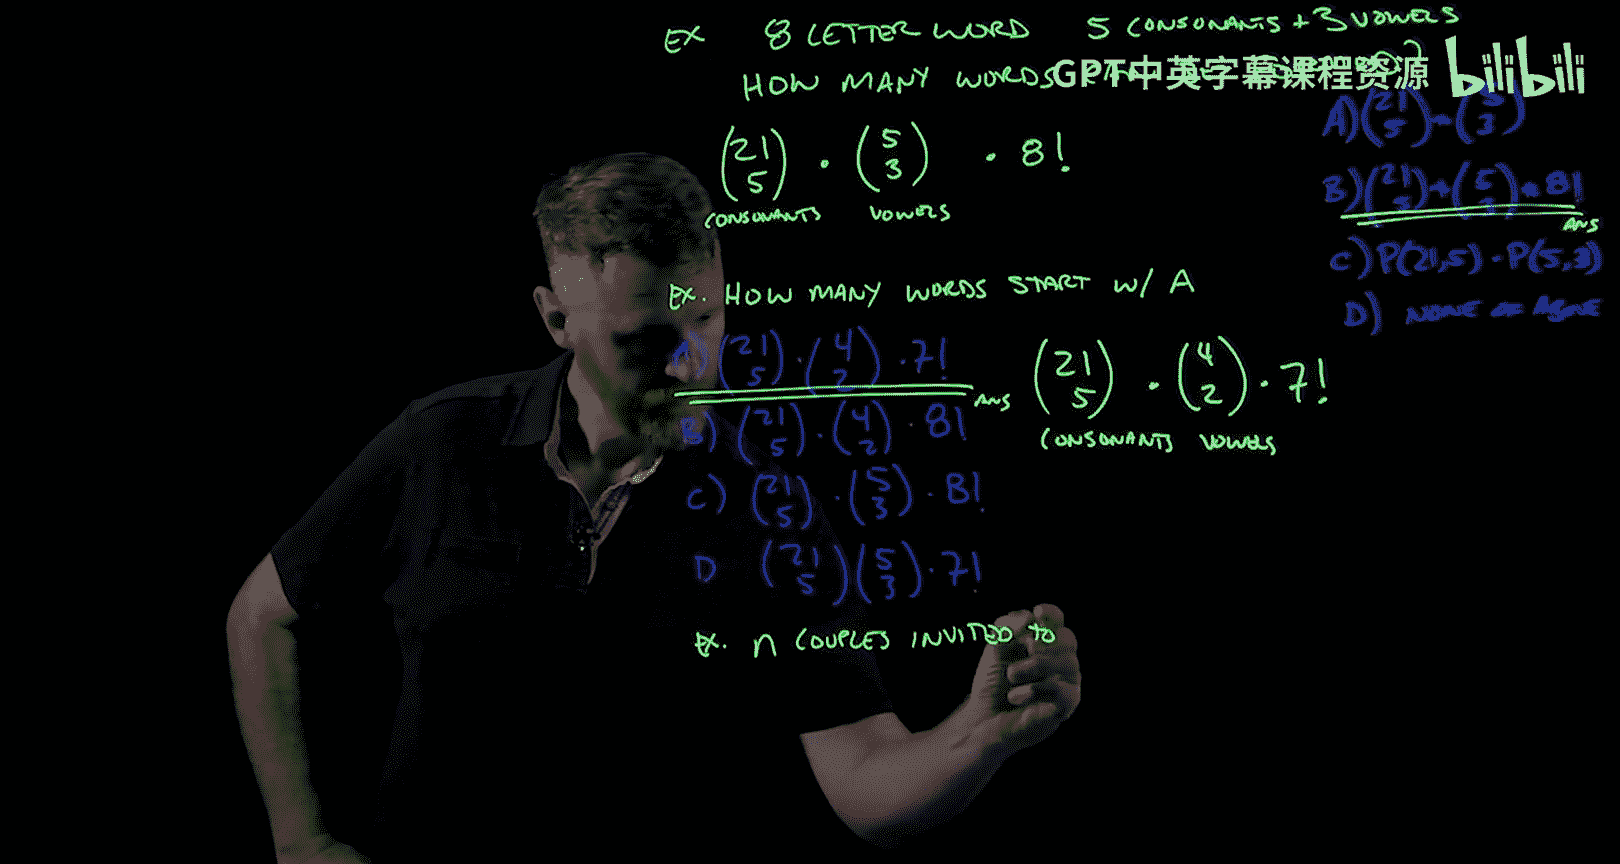 EX 8 LETTER WORD 5 CONSONANTS + 3 VOWELS
HOW MANY WORDS
GPT中英字幕课程资源 bilibili
(21 5) · (5 3) · 8!
CONSONANTS VOWELS
A) (21 5) + (5 3)
B) (21 5) + (5 3) * 8!
ANS
C) P(21,5) - P(5,3)
D) NONE OF ABOVE
EX. HOW MANY WORDS START W/ A
A) (21 5) · (4 2) · 7!
ANS
B) (21 5) · (4 2) · 8!
C) (21 5) · (5 3) · 8!
D (21 5) (5 3) · 7!
(21 5) · (4 2) · 7!
CONSONANTS VOWELS
EX. n COUPLES INVITED to